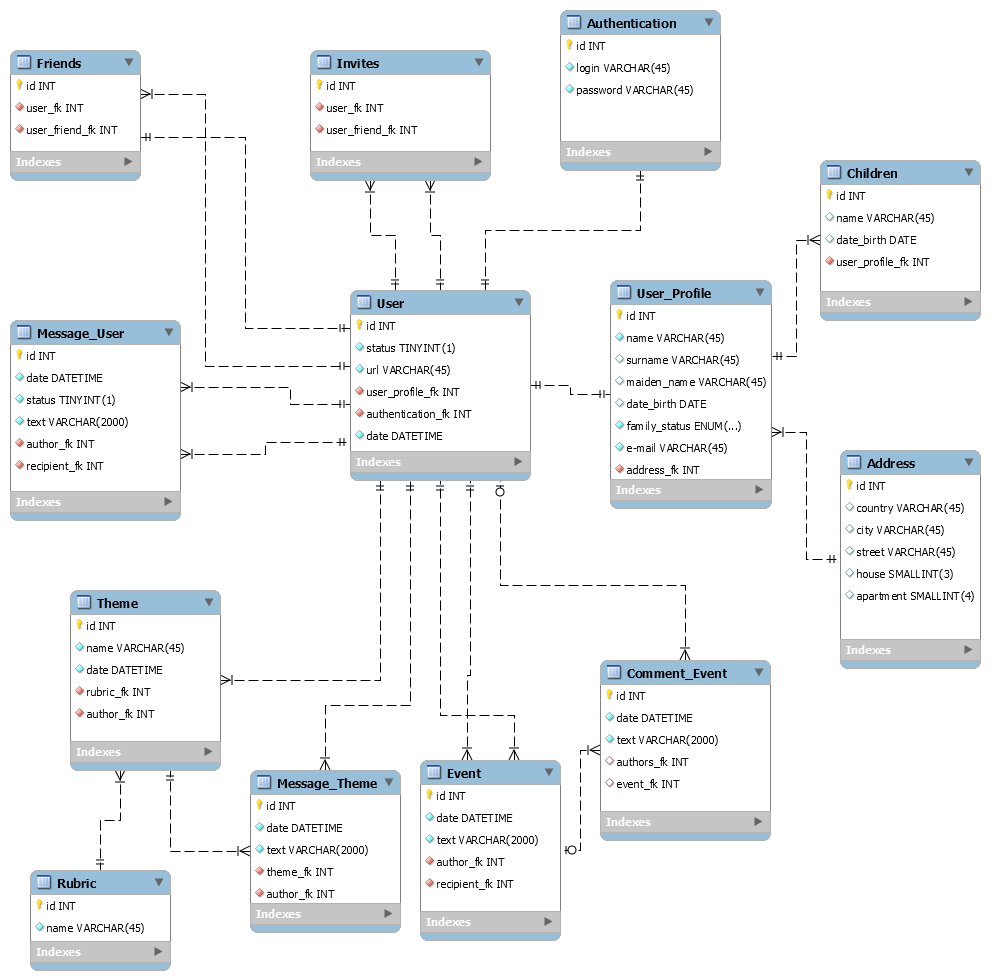 Authentication
id INT
login VARCHAR(45)
password VARCHAR(45)
Indexes
Friends
id INT
user_fk INT
user_friend_fk INT
Indexes
Invites
id INT
user_fk INT
user_friend_fk INT
Indexes
Children
id INT
name VARCHAR(45)
date_birth DATE
user_profile_fk INT
Indexes
User
id INT
status TINYINT(1)
url VARCHAR(45)
user_profile_fk INT
authentication_fk INT
date DATETIME
Indexes
User_Profile
id INT
name VARCHAR(45)
surname VARCHAR(45)
maiden_name VARCHAR(45)
date_birth DATE
family_status ENUM(...)
e-mail VARCHAR(45)
address_fk INT
Indexes
Message_User
id INT
date DATETIME
status TINYINT(1)
text VARCHAR(2000)
author_fk INT
recipient_fk INT
Indexes
Address
id INT
country VARCHAR(45)
city VARCHAR(45)
street VARCHAR(45)
house SMALLINT(3)
apartment SMALLINT(4)
Indexes
Theme
id INT
name VARCHAR(45)
date DATETIME
rubric_fk INT
author_fk INT
Indexes
Comment_Event
id INT
date DATETIME
text VARCHAR(2000)
authors_fk INT
event_fk INT
Indexes
Message_Theme
id INT
date DATETIME
text VARCHAR(2000)
theme_fk INT
author_fk INT
Indexes
Event
id INT
date DATETIME
text VARCHAR(2000)
author_fk INT
recipient_fk INT
Indexes
Rubric
id INT
name VARCHAR(45)
Indexes